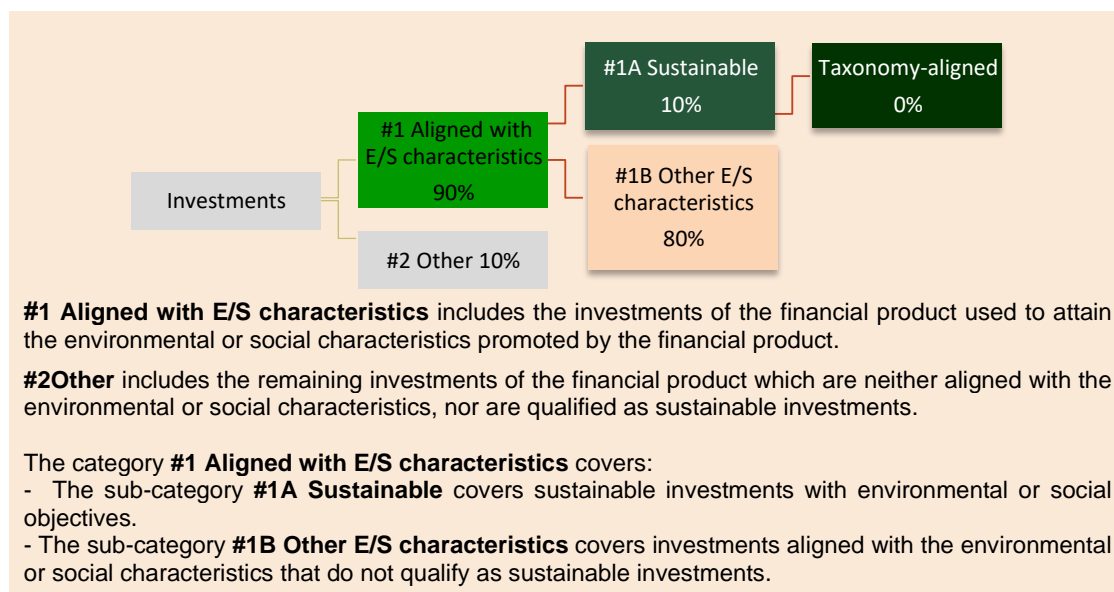 #1A Sustainable
10%
Taxonomy-aligned
0%
#1 Aligned with
E/S characteristics
90%
#1B Other E/S
characteristics
80%
Investments
#2 Other 10%
#1 Aligned with E/S characteristics includes the investments of the financial product used to attain
the environmental or social characteristics promoted by the financial product.
#2Other includes the remaining investments of the financial product which are neither aligned with the
environmental or social characteristics, nor are qualified as sustainable investments.
The category #1 Aligned with E/S characteristics covers:
- The sub-category #1A Sustainable covers sustainable investments with environmental or social
objectives.
- The sub-category #1B Other E/S characteristics covers investments aligned with the environmental
or social characteristics that do not qualify as sustainable investments.